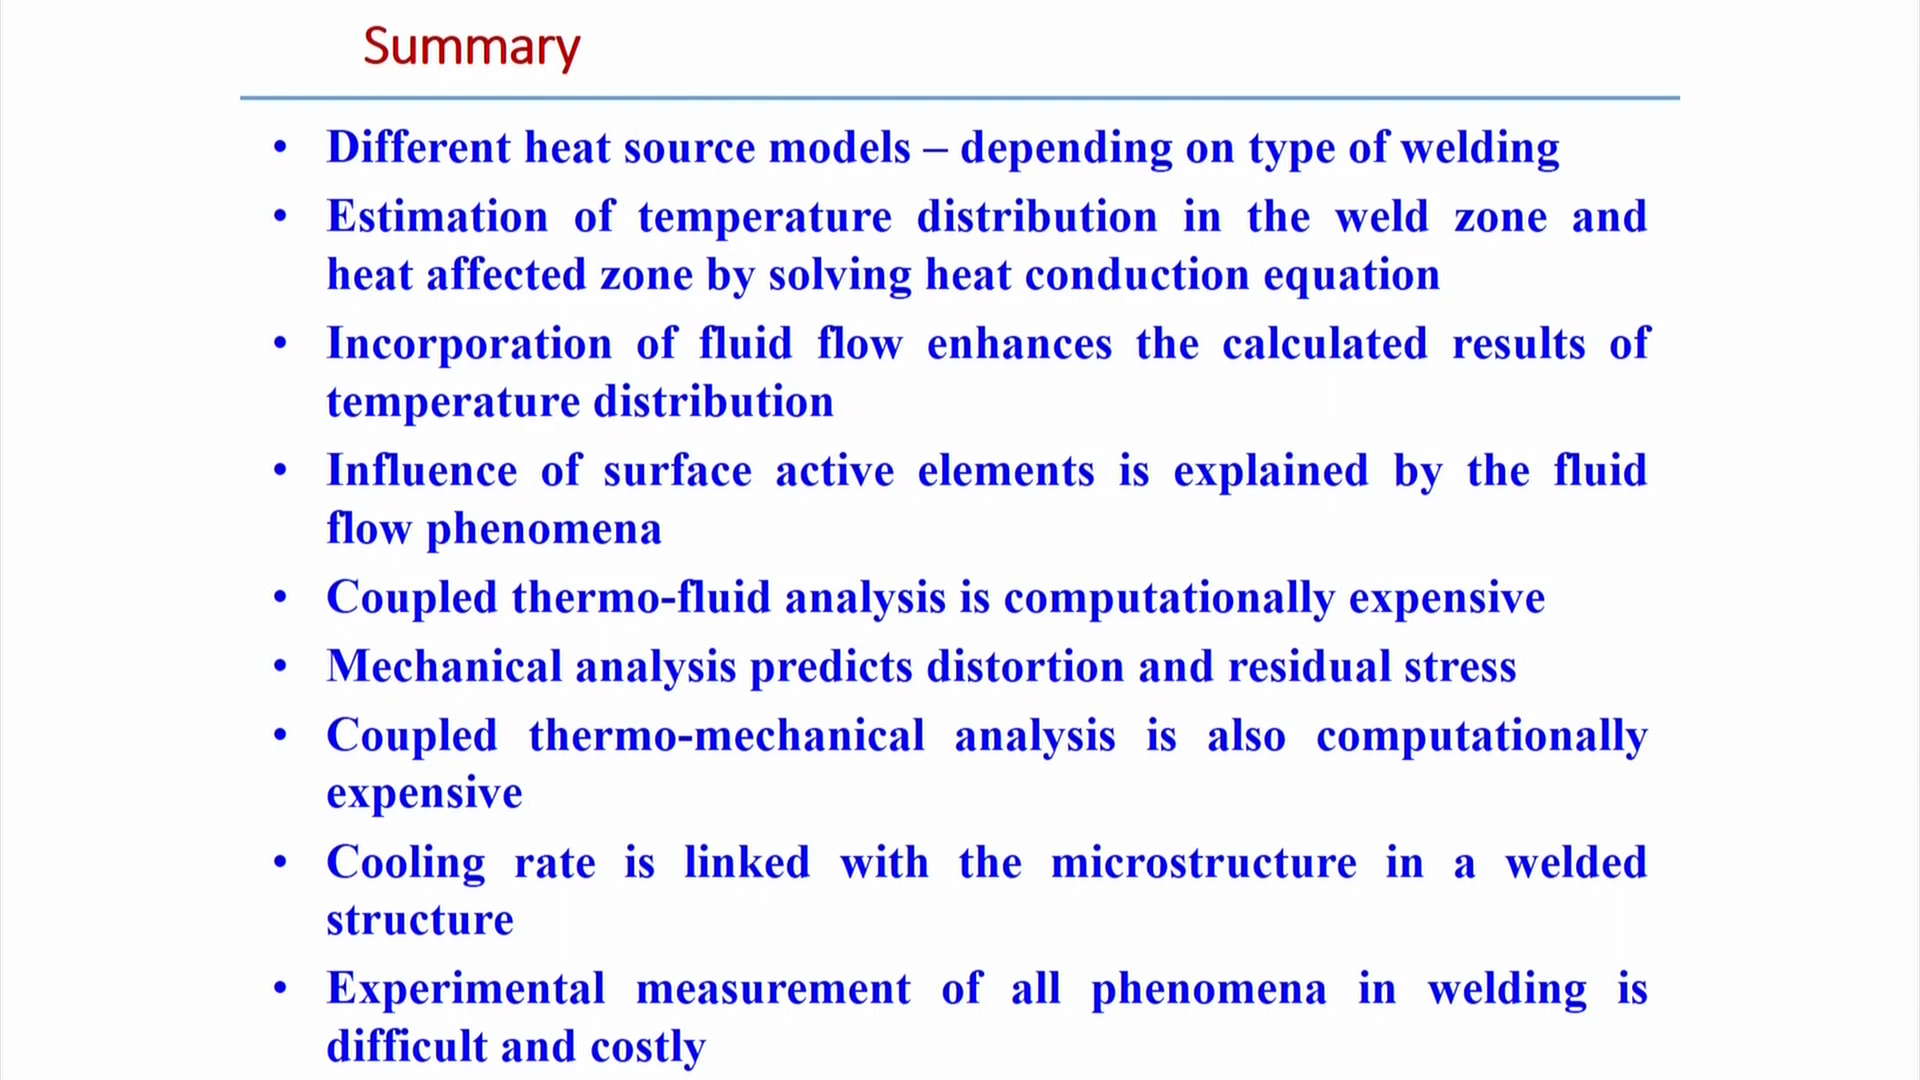 Summary
• Different heat source models – depending on type of welding
• Estimation of temperature distribution in the weld zone and
heat affected zone by solving heat conduction equation
• Incorporation of fluid flow enhances the calculated results of
temperature distribution
• Influence of surface active elements is explained by the fluid
flow phenomena
• Coupled thermo-fluid analysis is computationally expensive
• Mechanical analysis predicts distortion and residual stress
• Coupled thermo-mechanical analysis is also computationally
expensive
• Cooling rate is linked with the microstructure in a welded
structure
• Experimental measurement of all phenomena in welding is
difficult and costly